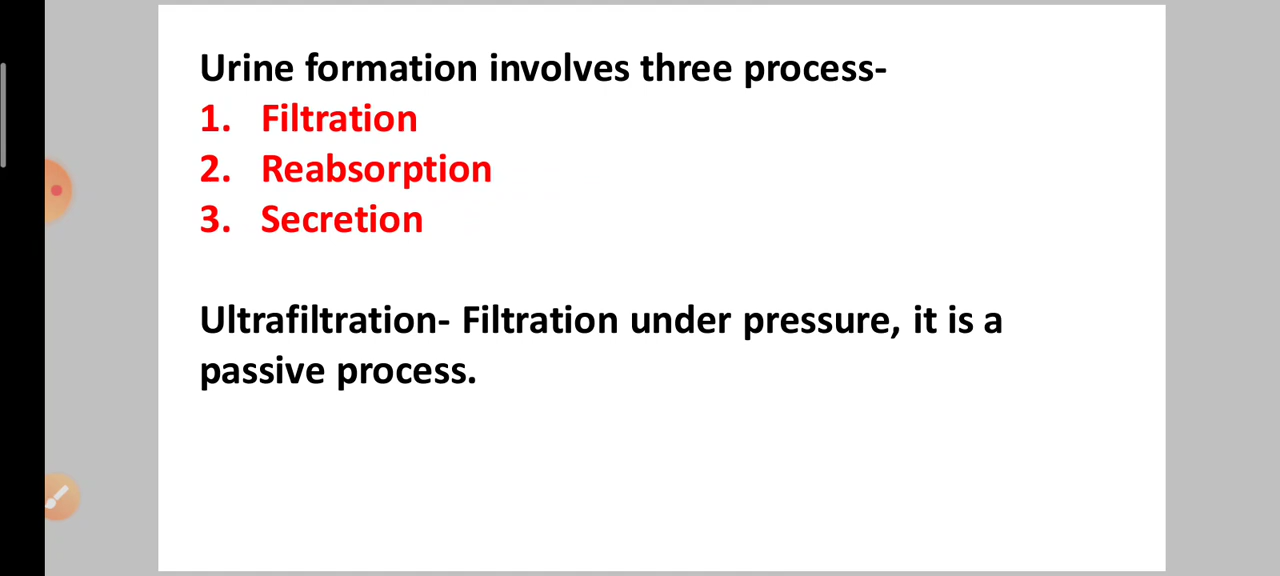 Urine formation involves three process-
1. Filtration
2. Reabsorption
3. Secretion
Ultrafiltration- Filtration under pressure, it is a
passive process.